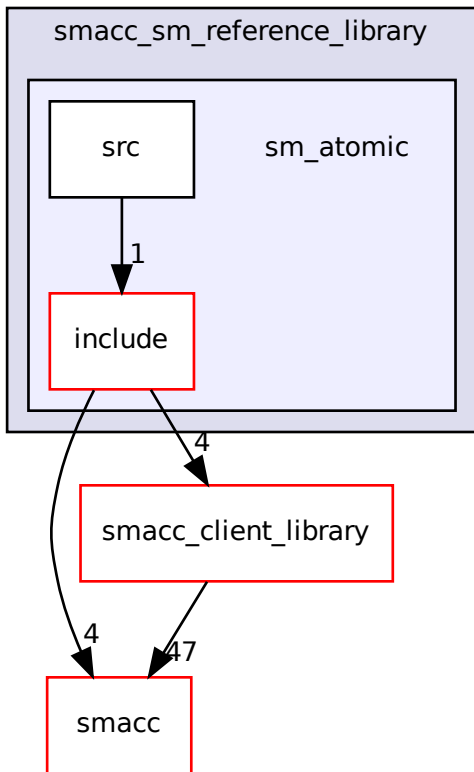 smacc_sm_reference_library
src
sm_atomic
1
include
4
smacc_client_library
4
47
smacc